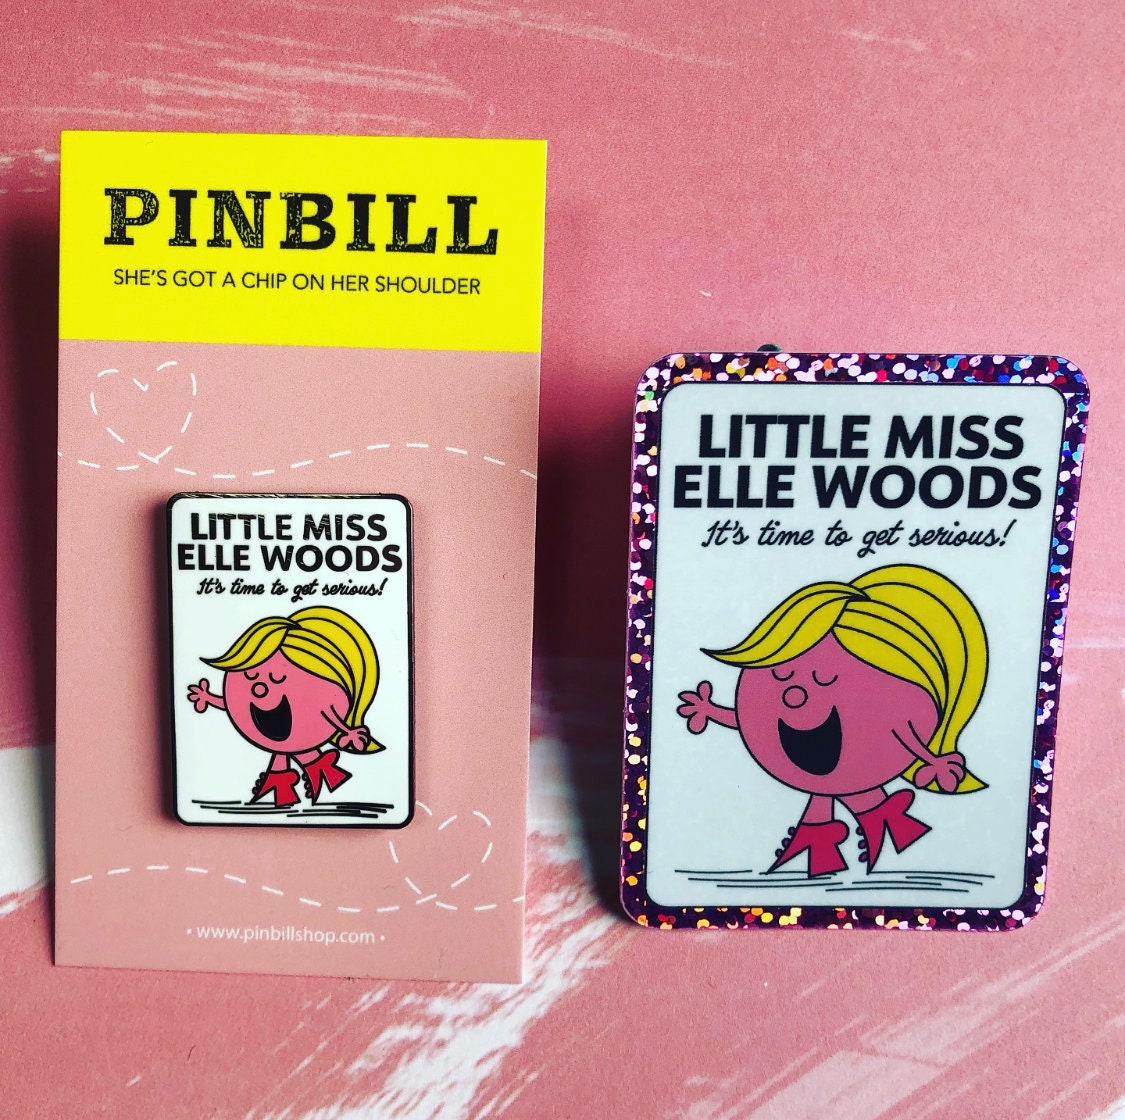 PINBILL
SHE'S GOT A CHIP ON HER SHOULDER
LITTLE MISS
ELLE WOODS
It's time to get serious!
• www.pinbillshop.com •
LITTLE MISS
ELLE WOODS
It's time to get serious!